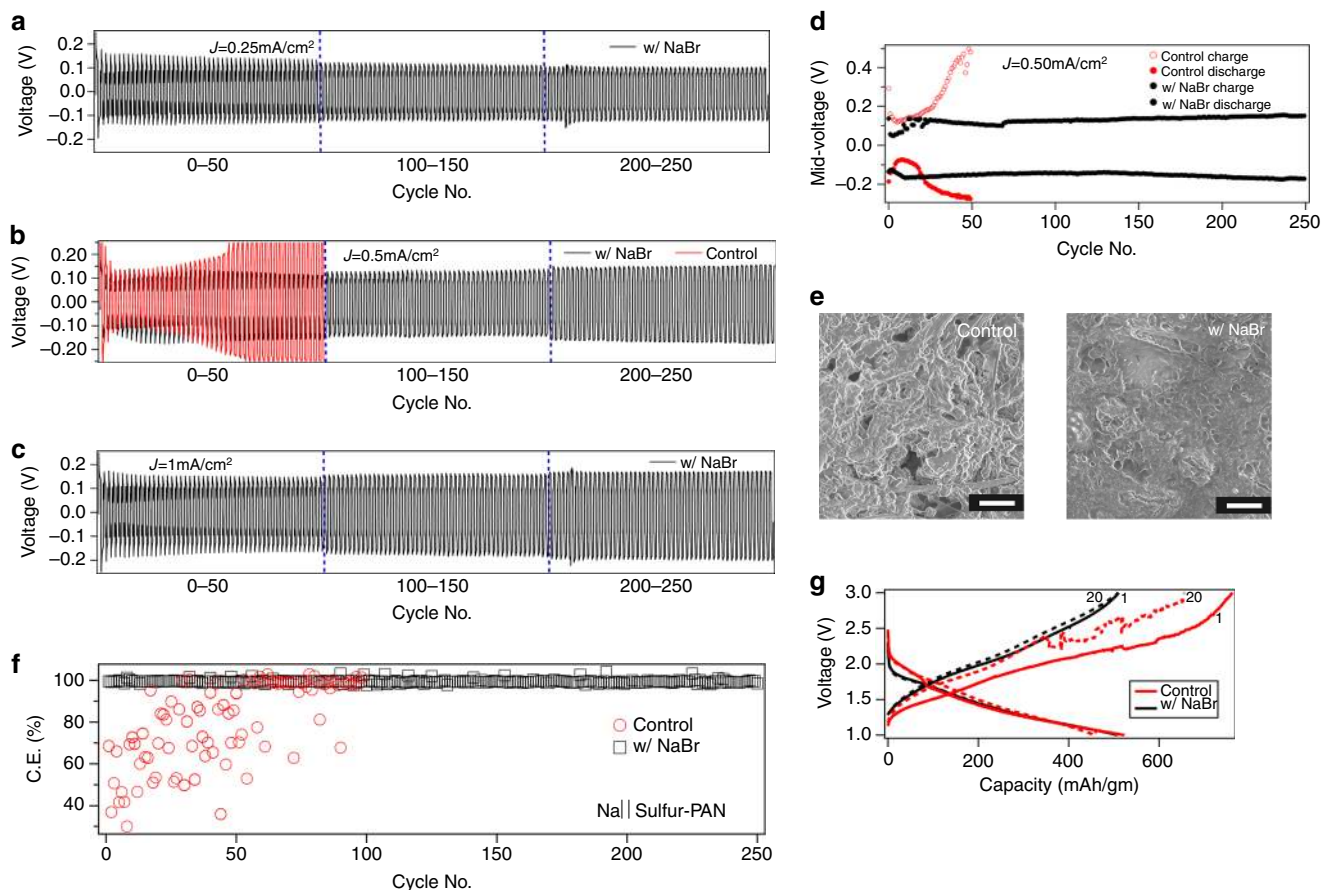 a
J=0.25mA/cm²
w/ NaBr
0.2
0.1
0.0
−0.1
−0.2
Voltage (V)
0–50
100–150
200–250
Cycle No.
b
J=0.5mA/cm²
w/ NaBr
Control
0.20
0.10
0.00
−0.10
−0.20
Voltage (V)
0–50
100–150
200–250
Cycle No.
c
J=1mA/cm²
w/ NaBr
0.2
0.1
0.0
−0.1
−0.2
Voltage (V)
0–50
100–150
200–250
Cycle No.
f
100
80
60
40
C.E. (%)
Control
w/ NaBr
Na|| Sulfur-PAN
0 50 100 150 200 250
Cycle No.
d
J=0.50mA/cm²
Control charge
Control discharge
w/ NaBr charge
w/ NaBr discharge
0.4
0.2
0.0
−0.2
Mid-voltage (V)
0 50 100 150 200 250
Cycle No.
e
Control
w/ NaBr
g
20 1 20
1
3.0
2.5
2.0
1.5
1.0
Voltage (V)
Control
w/ NaBr
0 200 400 600
Capacity (mAh/gm)